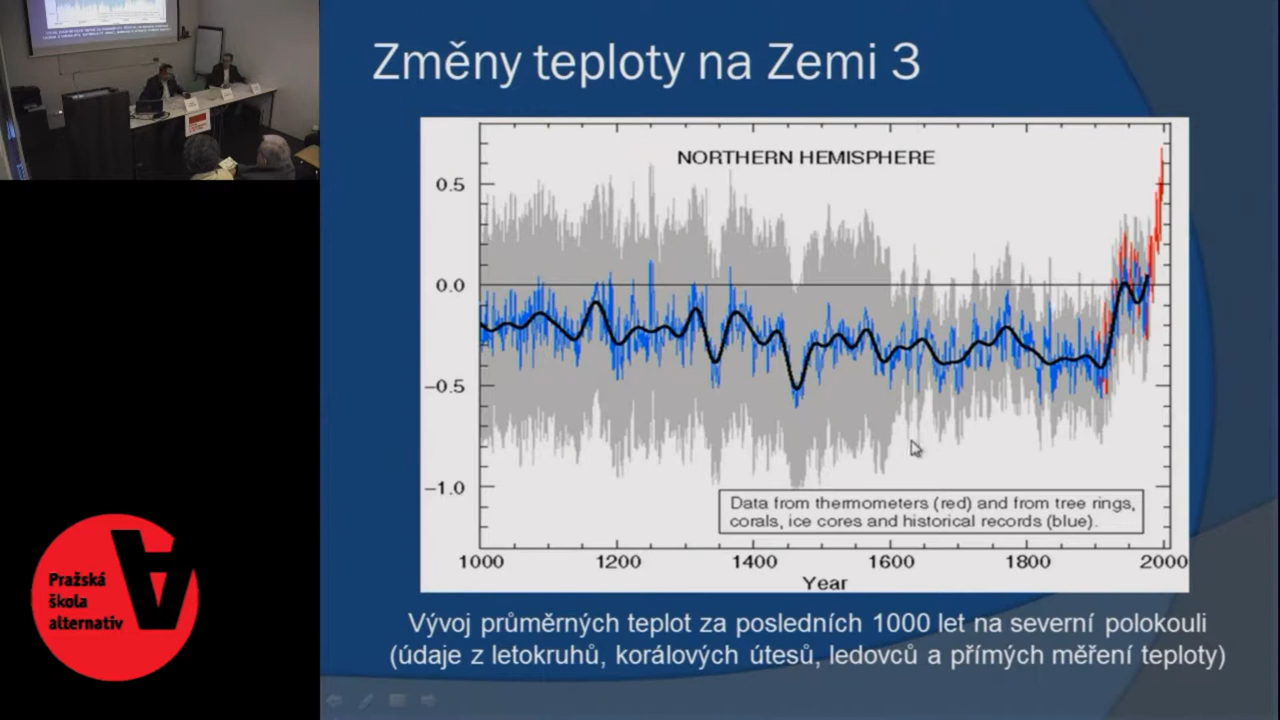 Změny teploty na Zemi 3
NORTHERN HEMISPHERE
0.5
0.0
−0.5
−1.0
Data from thermometers (red) and from tree rings,
corals, ice cores and historical records (blue).
1000 1200 1400 1600 1800 2000
Year
Vývoj průměrných teplot za posledních 1000 let na severní polokouli
(údaje z letokruhů, korálových útesů, ledovců a přímých měření teploty)
Pražská
škola
alternativ
A